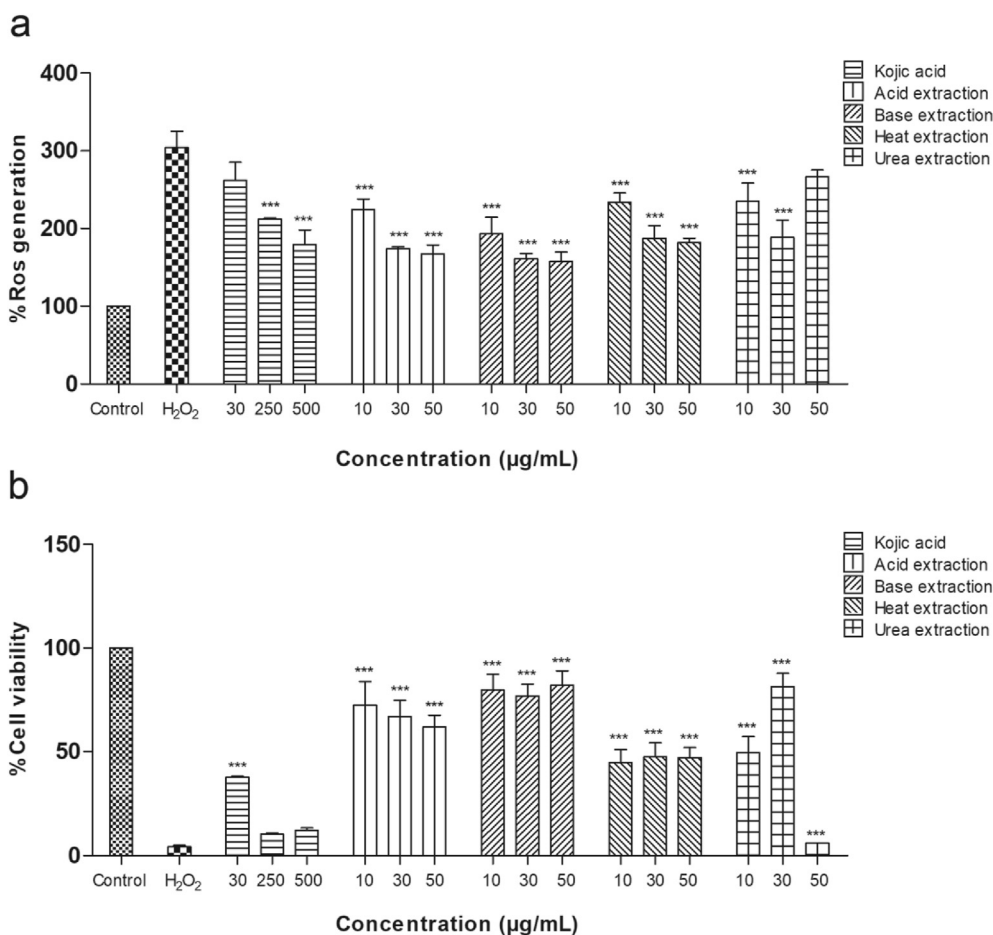 a
400
300
200
100
0
%Ros generation
Kojic acid
Acid extraction
Base extraction
Heat extraction
Urea extraction
*** *** *** *** *** *** *** *** *** *** *** *** ***
Control H₂O₂ 30 250 500 10 30 50 10 30 50 10 30 50 10 30 50
Concentration (µg/mL)
b
150
100
50
0
%Cell viability
Kojic acid
Acid extraction
Base extraction
Heat extraction
Urea extraction
*** *** *** *** *** *** *** *** *** *** *** *** ***
Control H₂O₂ 30 250 500 10 30 50 10 30 50 10 30 50 10 30 50
Concentration (µg/mL)